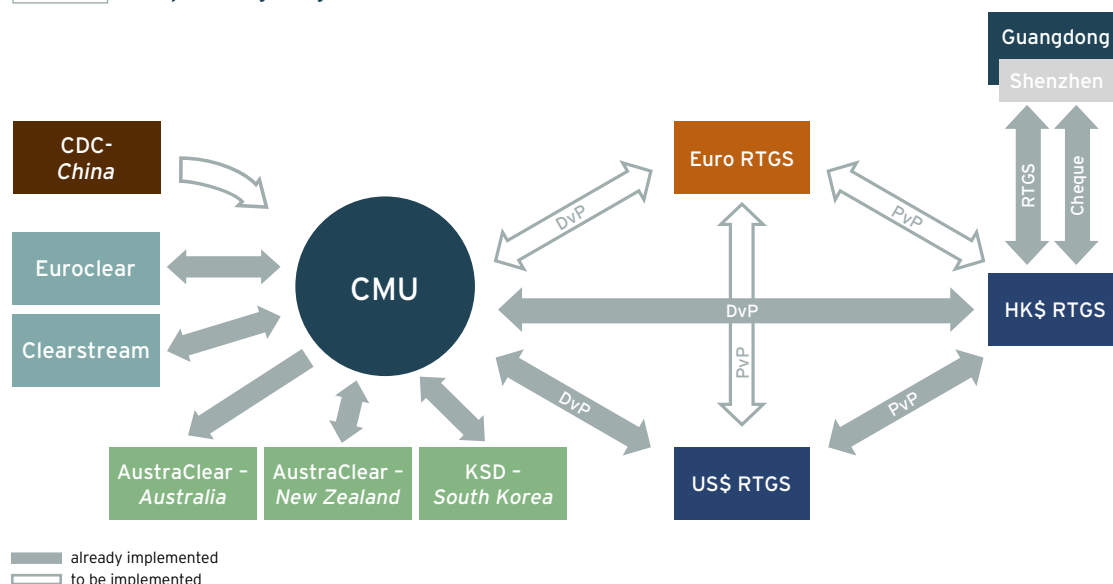 Guangdong
Shenzhen
CDC-
China
Euro RTGS
RTGS
Cheque
DvP
PvP
Euroclear
CMU
DvP
HK$ RTGS
Clearstream
PvP
DvP
PvP
AustraClear –
Australia
AustraClear –
New Zealand
KSD –
South Korea
US$ RTGS
already implemented
to be implemented